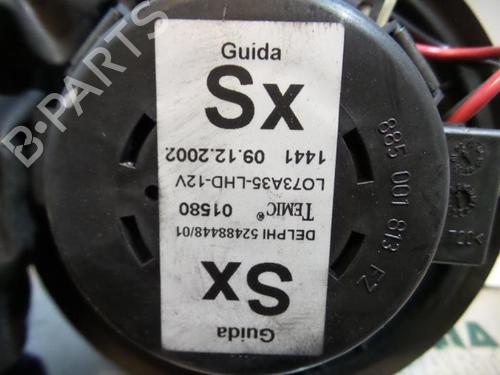 Guida
Sx
1441 09.12.2002
LO73A35-LHD-12V
TEMIC® 01580
DELPHI 52488448/01
Sx
Guida
885 001 813. FZ
B-PARTS